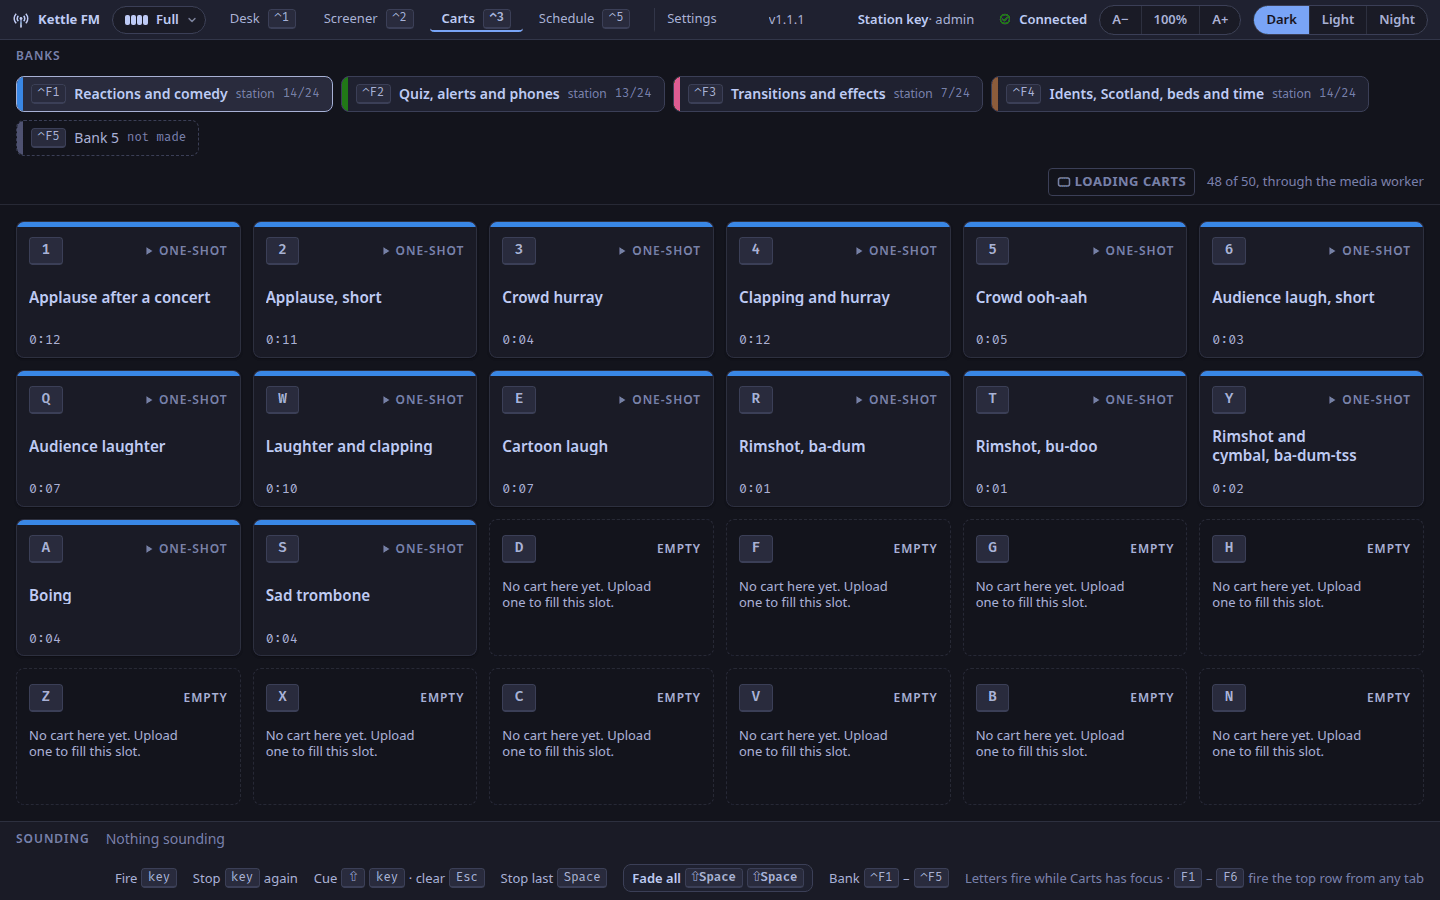 Kettle FM Full Desk ^1 Screener ^2 Carts ^3 Schedule ^5 Settings v1.1.1 Station key · admin Connected A− 100% A+ Dark Light Night
BANKS
^F1 Reactions and comedy station 14/24 ^F2 Quiz, alerts and phones station 13/24 ^F3 Transitions and effects station 7/24 ^F4 Idents, Scotland, beds and time station 14/24
^F5 Bank 5 not made
LOADING CARTS 48 of 50, through the media worker
1 ONE-SHOT 2 ONE-SHOT 3 ONE-SHOT 4 ONE-SHOT 5 ONE-SHOT 6 ONE-SHOT
Applause after a concert Applause, short Crowd hurray Clapping and hurray Crowd ooh-aah Audience laugh, short
0:12 0:11 0:04 0:12 0:05 0:03
Q ONE-SHOT W ONE-SHOT E ONE-SHOT R ONE-SHOT T ONE-SHOT Y ONE-SHOT
Audience laughter Laughter and clapping Cartoon laugh Rimshot, ba-dum Rimshot, bu-doo Rimshot and
cymbal, ba-dum-tss
0:07 0:10 0:07 0:01 0:01 0:02
A ONE-SHOT S ONE-SHOT D EMPTY F EMPTY G EMPTY H EMPTY
Boing Sad trombone No cart here yet. Upload No cart here yet. Upload No cart here yet. Upload No cart here yet. Upload
one to fill this slot. one to fill this slot. one to fill this slot. one to fill this slot.
0:04 0:04
Z EMPTY X EMPTY C EMPTY V EMPTY B EMPTY N EMPTY
No cart here yet. Upload No cart here yet. Upload No cart here yet. Upload No cart here yet. Upload No cart here yet. Upload No cart here yet. Upload
one to fill this slot. one to fill this slot. one to fill this slot. one to fill this slot. one to fill this slot. one to fill this slot.
SOUNDING Nothing sounding
Fire key Stop key again Cue ⇧ key · clear Esc Stop last Space Fade all ⇧Space ⇧Space Bank ^F1 – ^F5 Letters fire while Carts has focus · F1 – F6 fire the top row from any tab